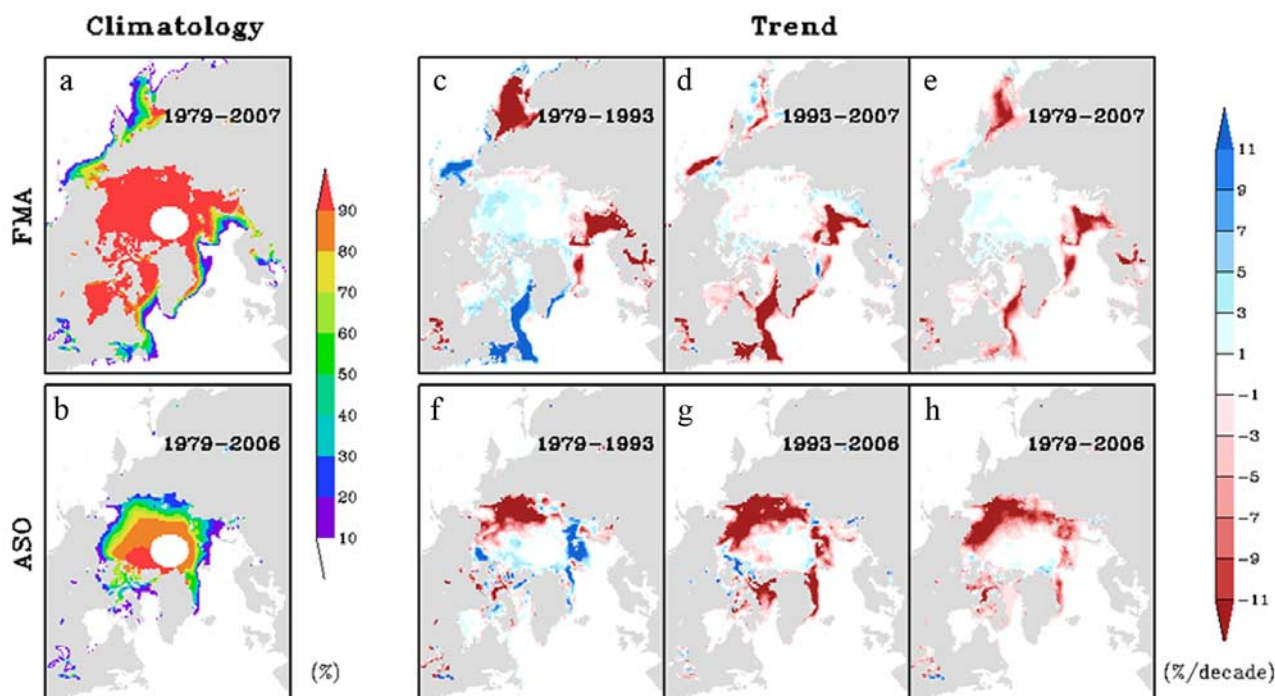 Climatology
Trend
FMA
a
1979-2007
c
1979-1993
d
1993-2007
e
1979-2007
90
80
70
60
50
40
30
20
10
(%)
11
9
7
5
3
1
-1
-3
-5
-7
-9
-11
(%/decade)
ASO
b
1979-2006
f
1979-1993
g
1993-2006
h
1979-2006